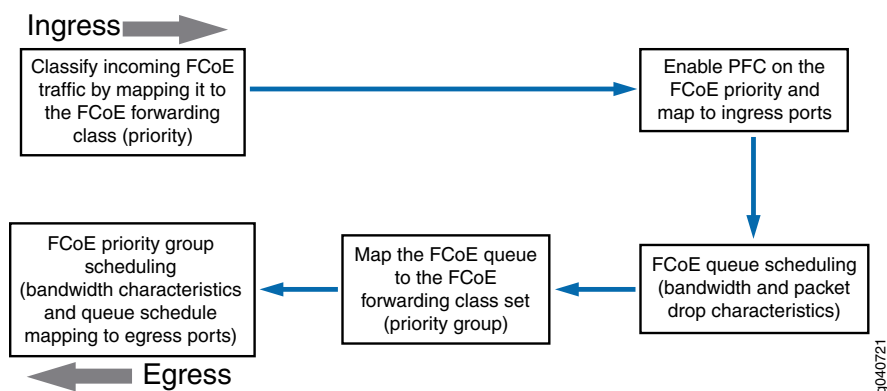 Ingress
Classify incoming FCoE
traffic by mapping it to
the FCoE forwarding
class (priority)
Enable PFC on the
FCoE priority and
map to ingress ports
FCoE queue scheduling
(bandwidth and packet
drop characteristics)
Map the FCoE queue
to the FCoE
forwarding class set
(priority group)
FCoE priority group
scheduling
(bandwidth characteristics
and queue schedule
mapping to egress ports)
Egress
g040721